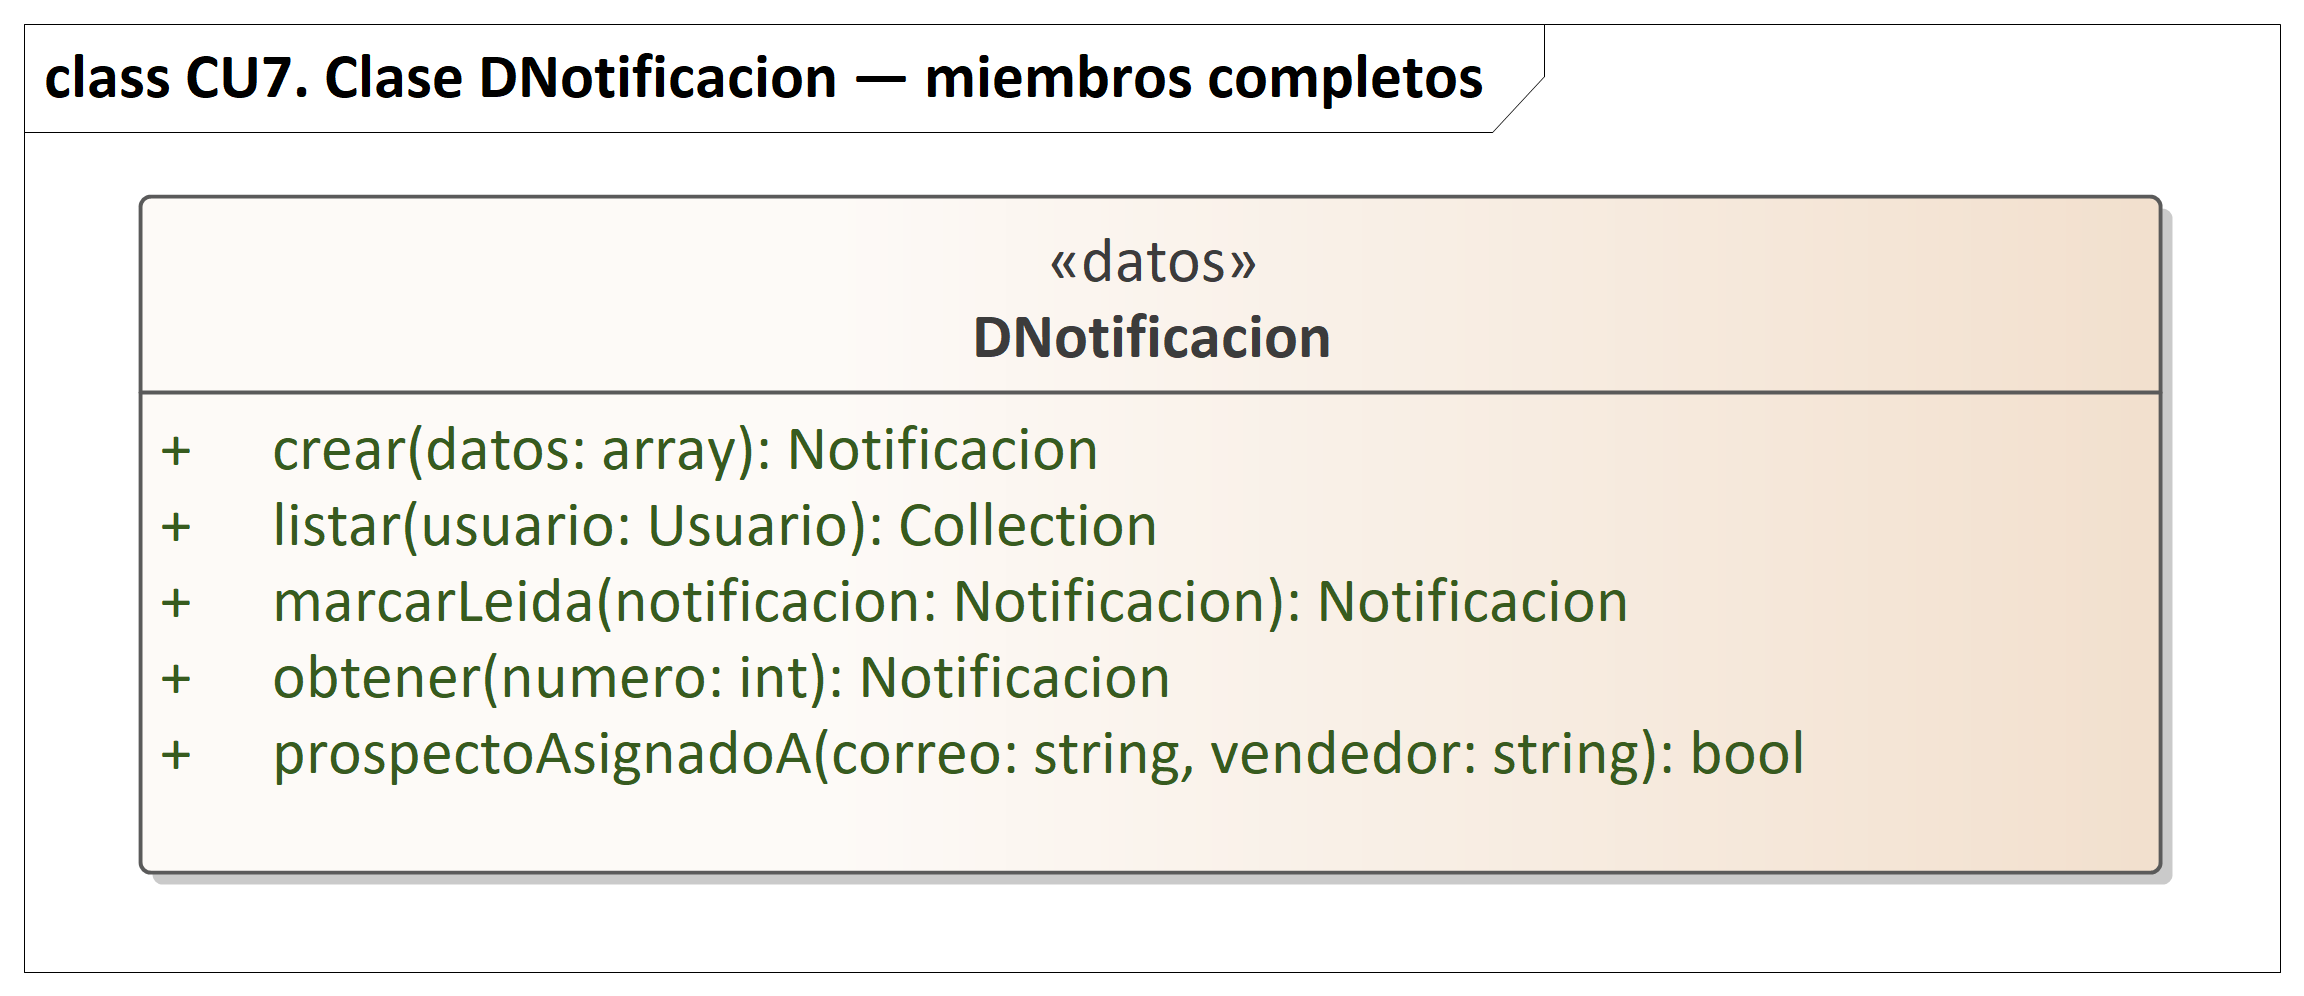 class CU7. Clase DNotificacion — miembros completos
«datos»
DNotificacion
+ crear(datos: array): Notificacion
+ listar(usuario: Usuario): Collection
+ marcarLeida(notificacion: Notificacion): Notificacion
+ obtener(numero: int): Notificacion
+ prospectoAsignadoA(correo: string, vendedor: string): bool